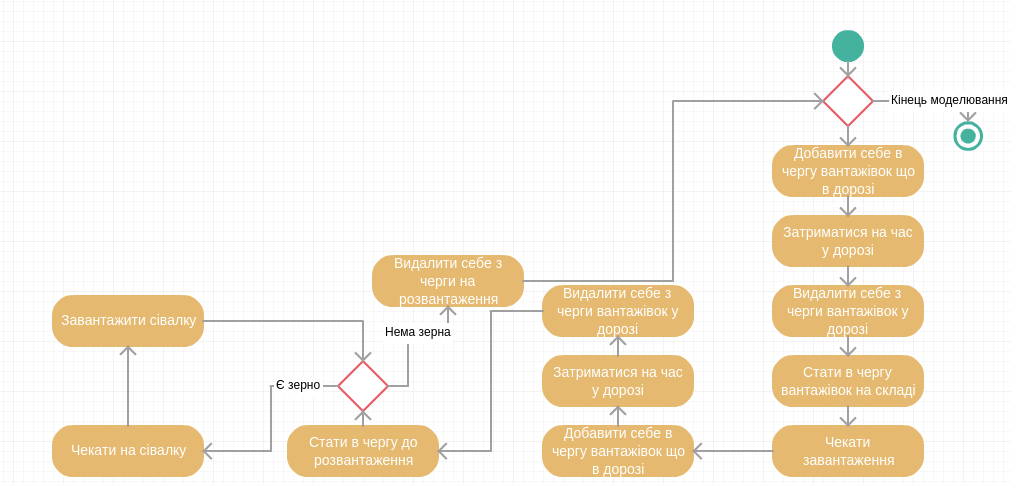 Кінець моделювання
Добавити себе в
чергу вантажівок що
в дорозі
Затриматися на час
у дорозі
Видалити себе з
черги вантажівок у
дорозі
Стати в чергу
вантажівок на складі
Чекати
завантаження
Добавити себе в
чергу вантажівок що
в дорозі
Затриматися на час
у дорозі
Видалити себе з
черги вантажівок у
дорозі
Стати в чергу до
розвантаження
Є зерно
Нема зерна
Чекати на сівалку
Завантажити сівалку
Видалити себе з
черги на
розвантаження